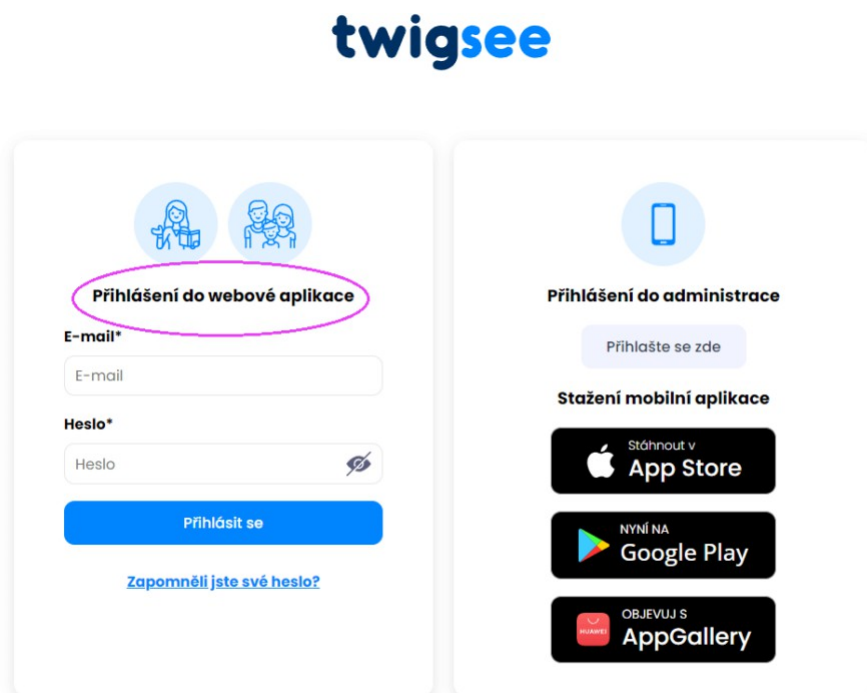 twigsee
Přihlášení do webové aplikace
E-mail*
E-mail
Heslo*
Heslo
Přihlásit se
Zapomněli jste své heslo?
Přihlášení do administrace
Přihlašte se zde
Stažení mobilní aplikace
Stáhnout v
App Store
NYNÍ NA
Google Play
HUAWEI
OBJEVUJ S
AppGallery